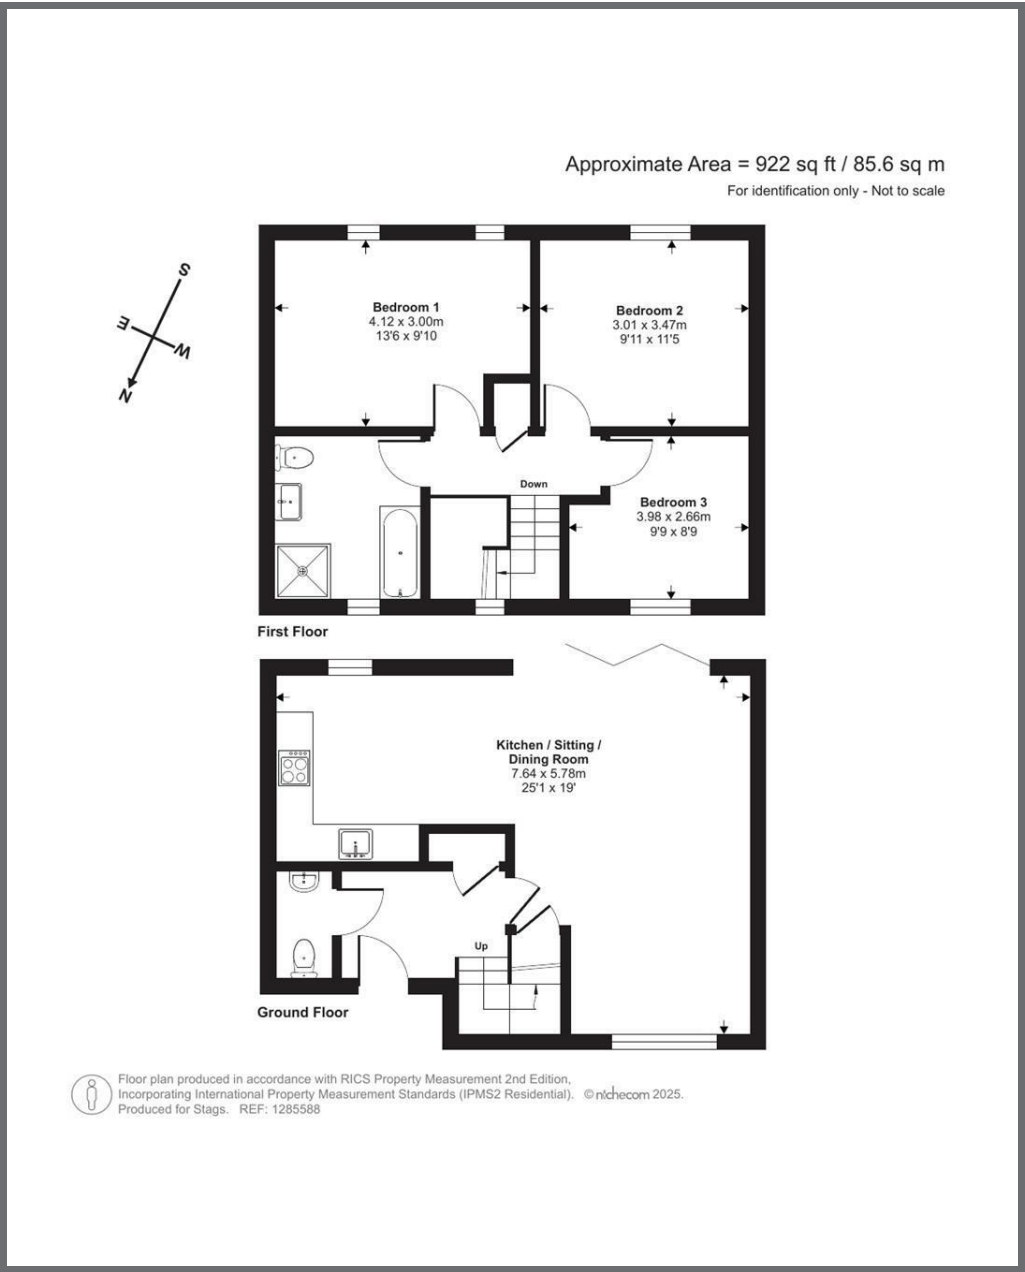 Approximate Area = 922 sq ft / 85.6 sq m
For identification only - Not to scale
S
E
W
N
Bedroom 1
4.12 x 3.00m
13'6 x 9'10
Bedroom 2
3.01 x 3.47m
9'11 x 11'5
Down
Bedroom 3
3.98 x 2.66m
9'9 x 8'9
First Floor
Kitchen / Sitting /
Dining Room
7.64 x 5.78m
25'1 x 19'
Up
Ground Floor
Floor plan produced in accordance with RICS Property Measurement 2nd Edition,
Incorporating International Property Measurement Standards (IPMS2 Residential). © nichecom 2025.
Produced for Stags. REF: 1285588